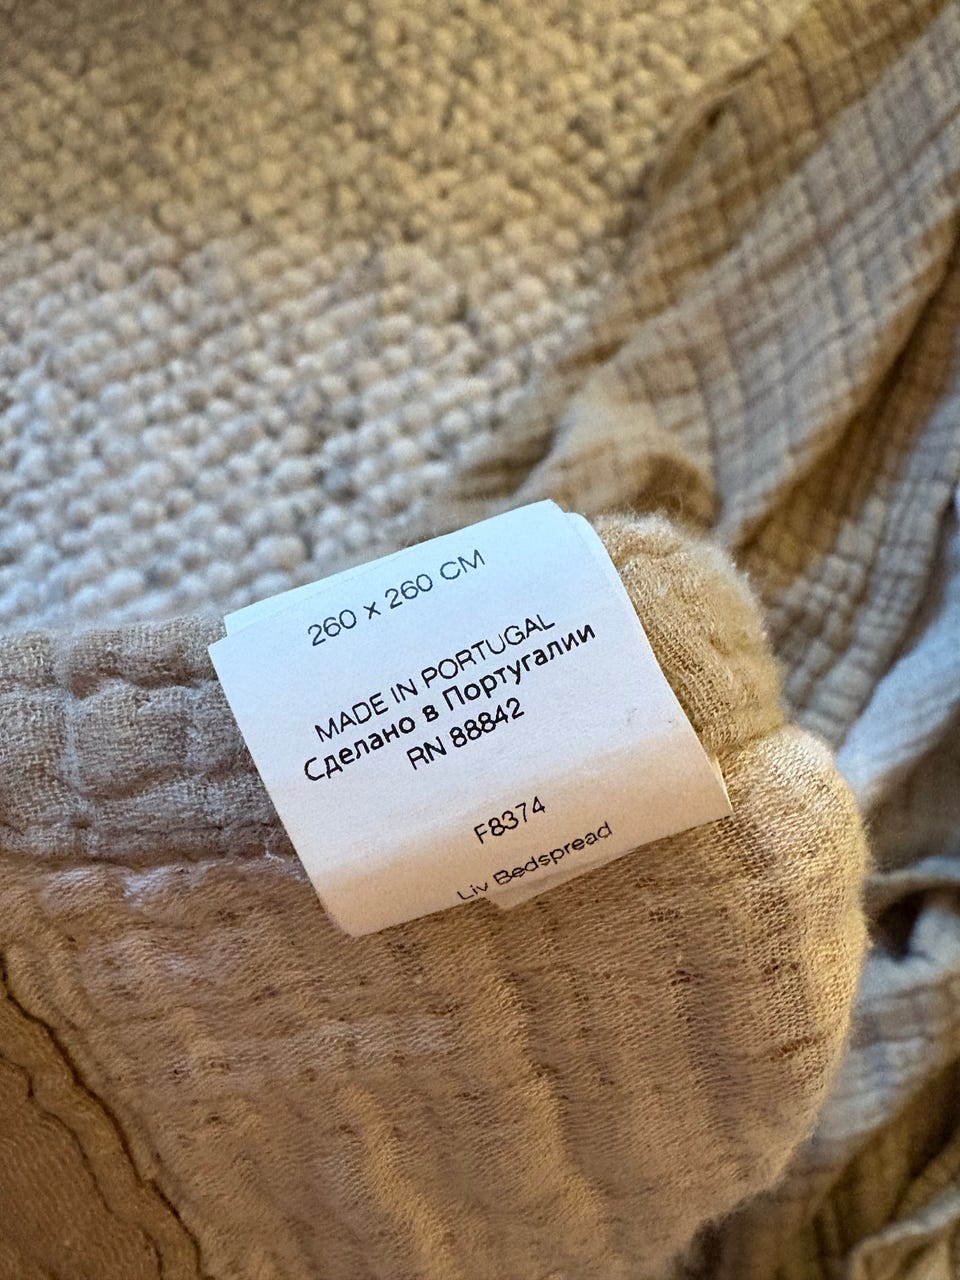 260 x 260 CM
MADE IN PORTUGAL
Сделано в Португалии
RN 88842
F8374
Liv Bedspread